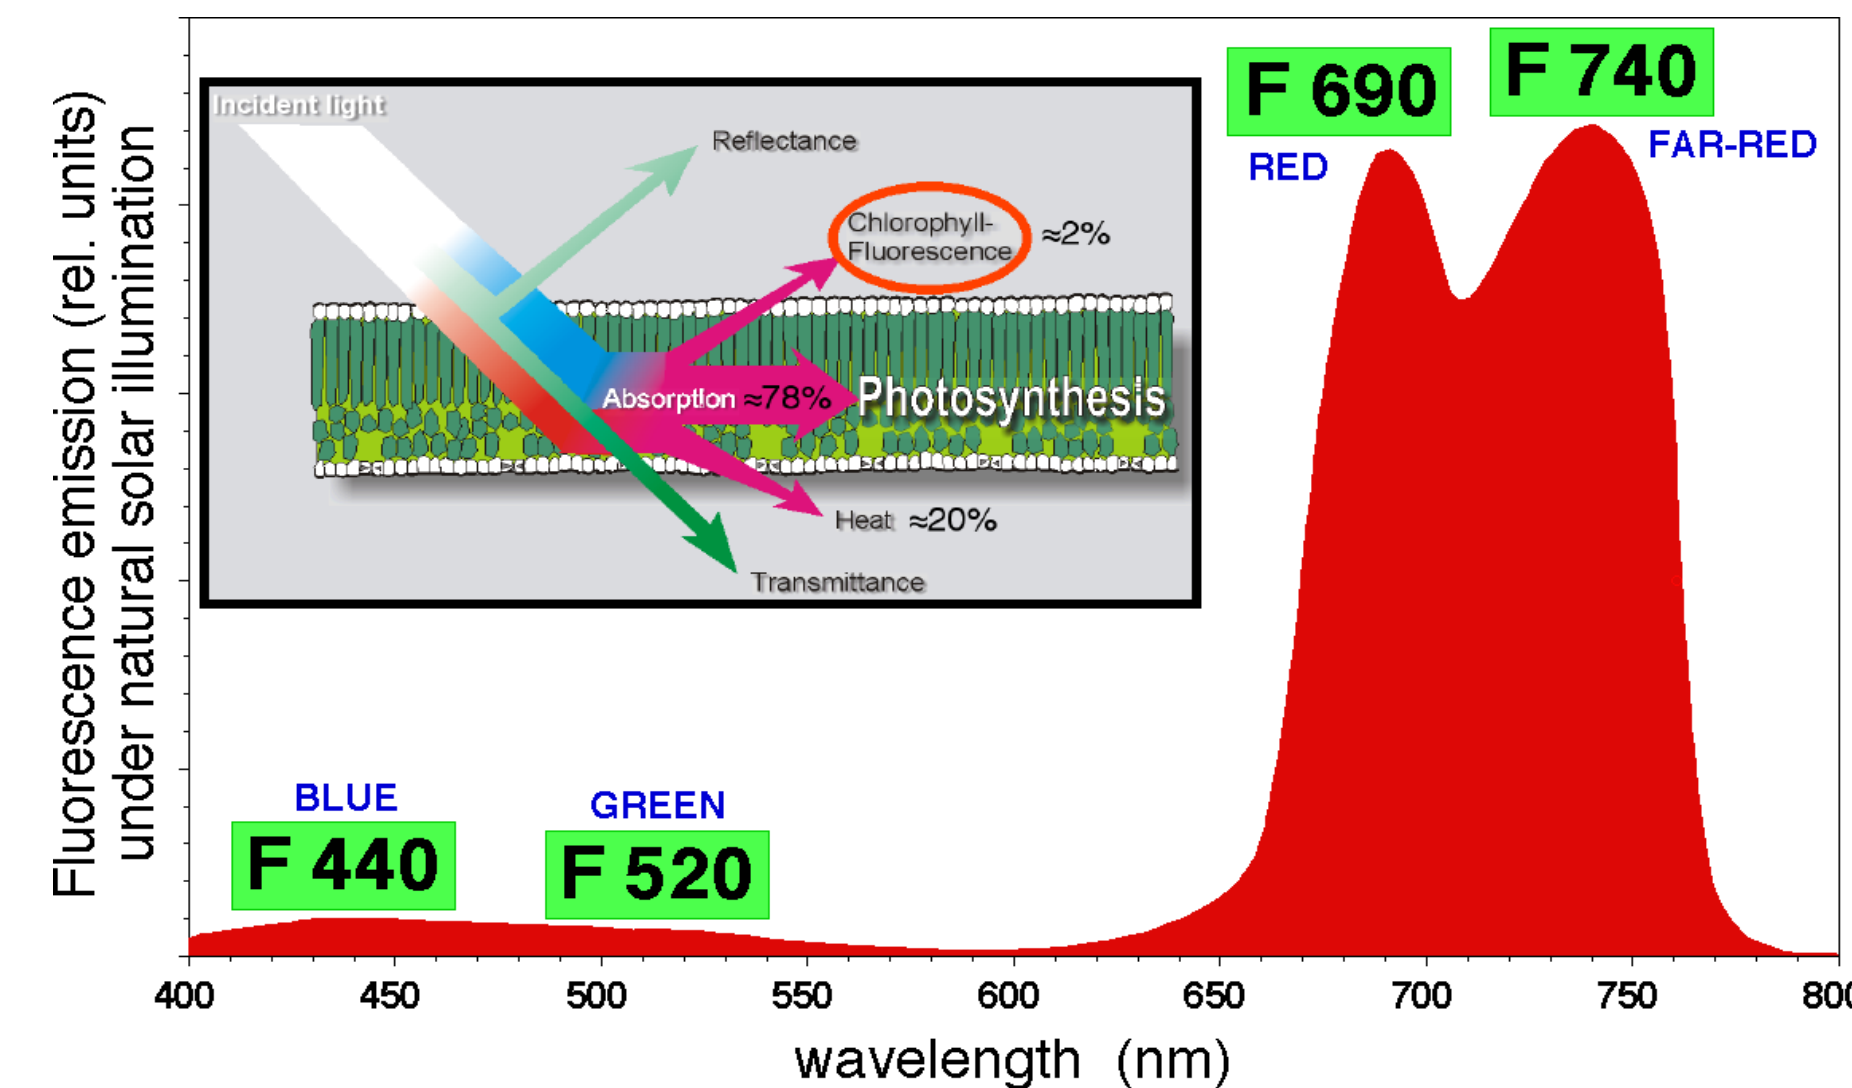 Fluorescence emission (rel. units)
under natural solar illumination
Incident light
Reflectance
Chlorophyll-
Fluorescence ≈2%
Absorption ≈78% Photosynthesis
Heat ≈20%
Transmittance
F 690
RED
F 740
FAR-RED
BLUE
F 440
GREEN
F 520
400 450 500 550 600 650 700 750 800
wavelength (nm)